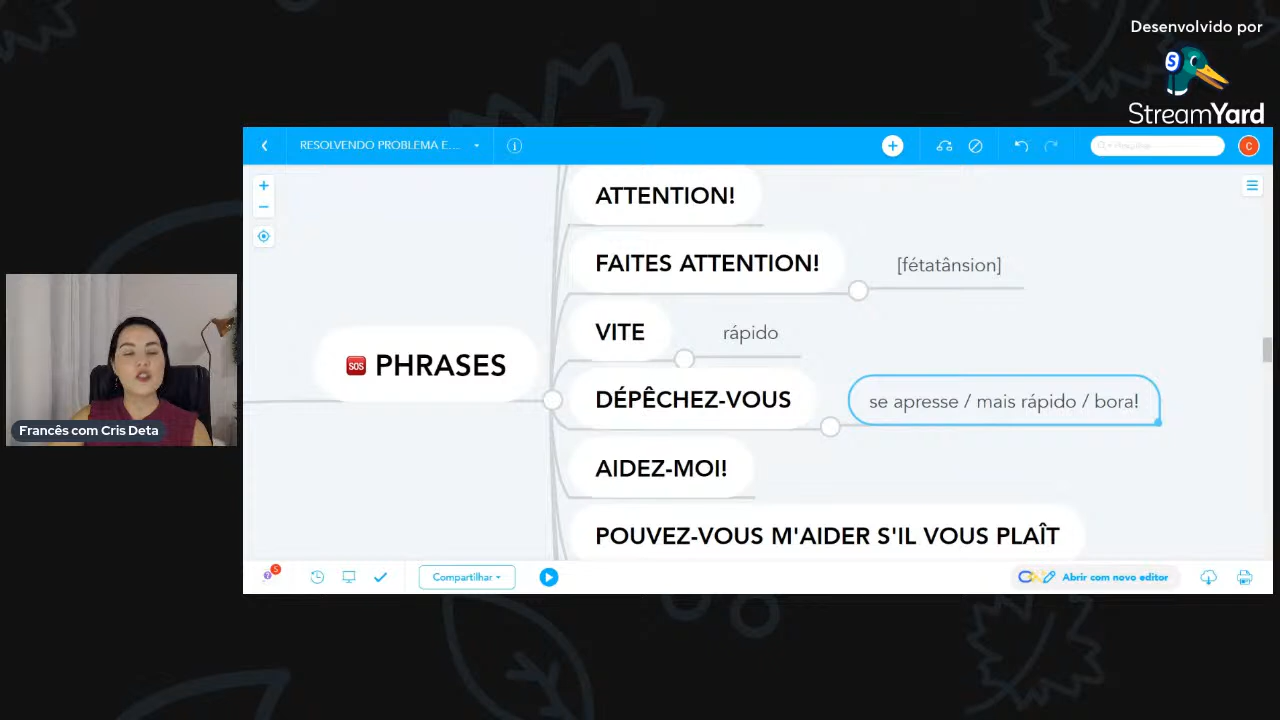 Desenvolvido por
StreamYard
RESOLVENDO PROBLEMA E...
C
ATTENTION!
FAITES ATTENTION!
[fétatânsion]
VITE
rápido
SOS PHRASES
DÉPÊCHEZ-VOUS
se apresse / mais rápido / bora!
Francês com Cris Deta
AIDEZ-MOI!
POUVEZ-VOUS M'AIDER S'IL VOUS PLAÎT
Compartilhar
Abrir com novo editor